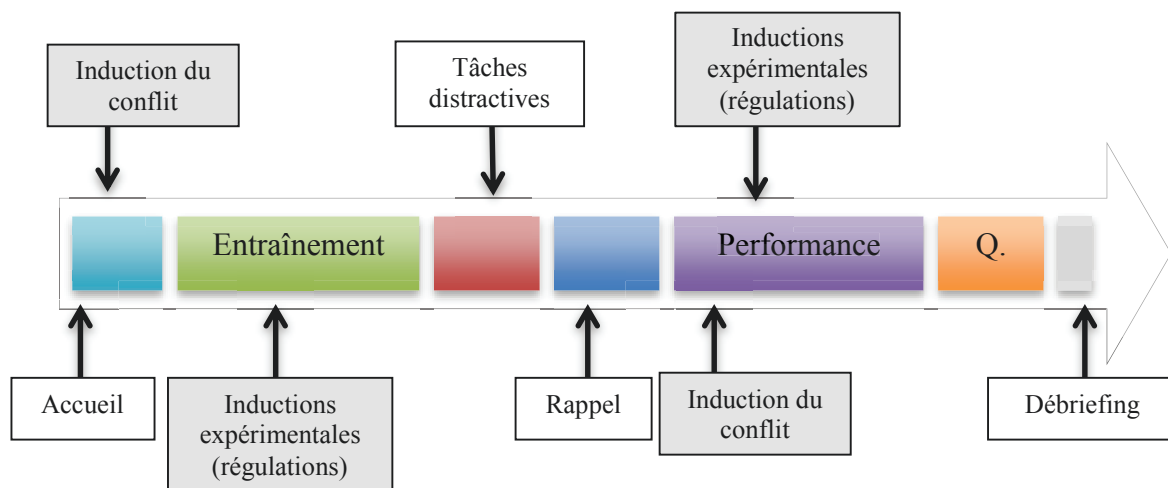 Induction du
conflit
Tâches
distractives
Inductions
expérimentales
(régulations)
Entraînement
Performance
Q.
Accueil
Inductions
expérimentales
(régulations)
Rappel
Induction du
conflit
Débriefing